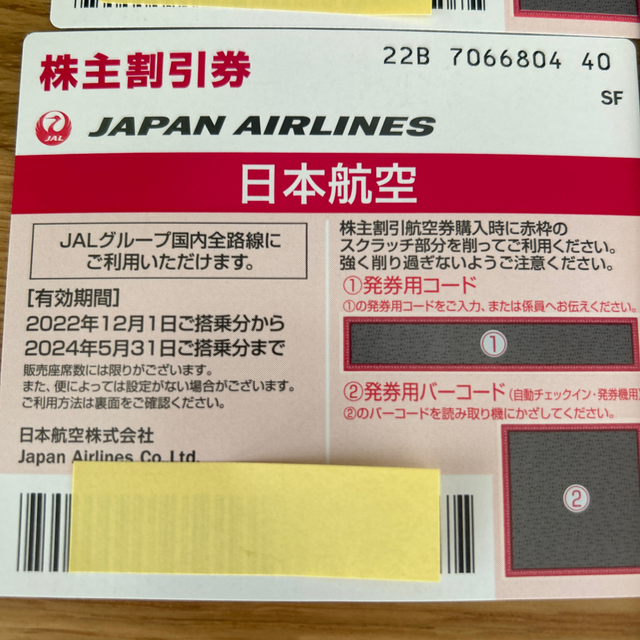 株主割引券
22B 7066804 40
SF
JAL
JAPAN AIRLINES
日本航空
JALグループ国内全路線に
ご利用いただけます。
[有効期間]
2022年12月1日ご搭乗分から
2024年5月31日ご搭乗分まで
販売座席数には限りがございます。
また、便によっては設定がない場合がございます。
ご利用方法は裏面をご確認ください。
日本航空株式会社
Japan Airlines Co.,Ltd.
株主割引航空券購入時に赤枠の
スクラッチ部分を削ってご利用ください。
強く削り過ぎないようご注意ください。
①発券用コード
①の発券用コードをご入力、または係員へお伝えください。
①
②発券用バーコード(自動チェックイン・発券機用)
②のバーコードを読み取り機にかざしてください。
②